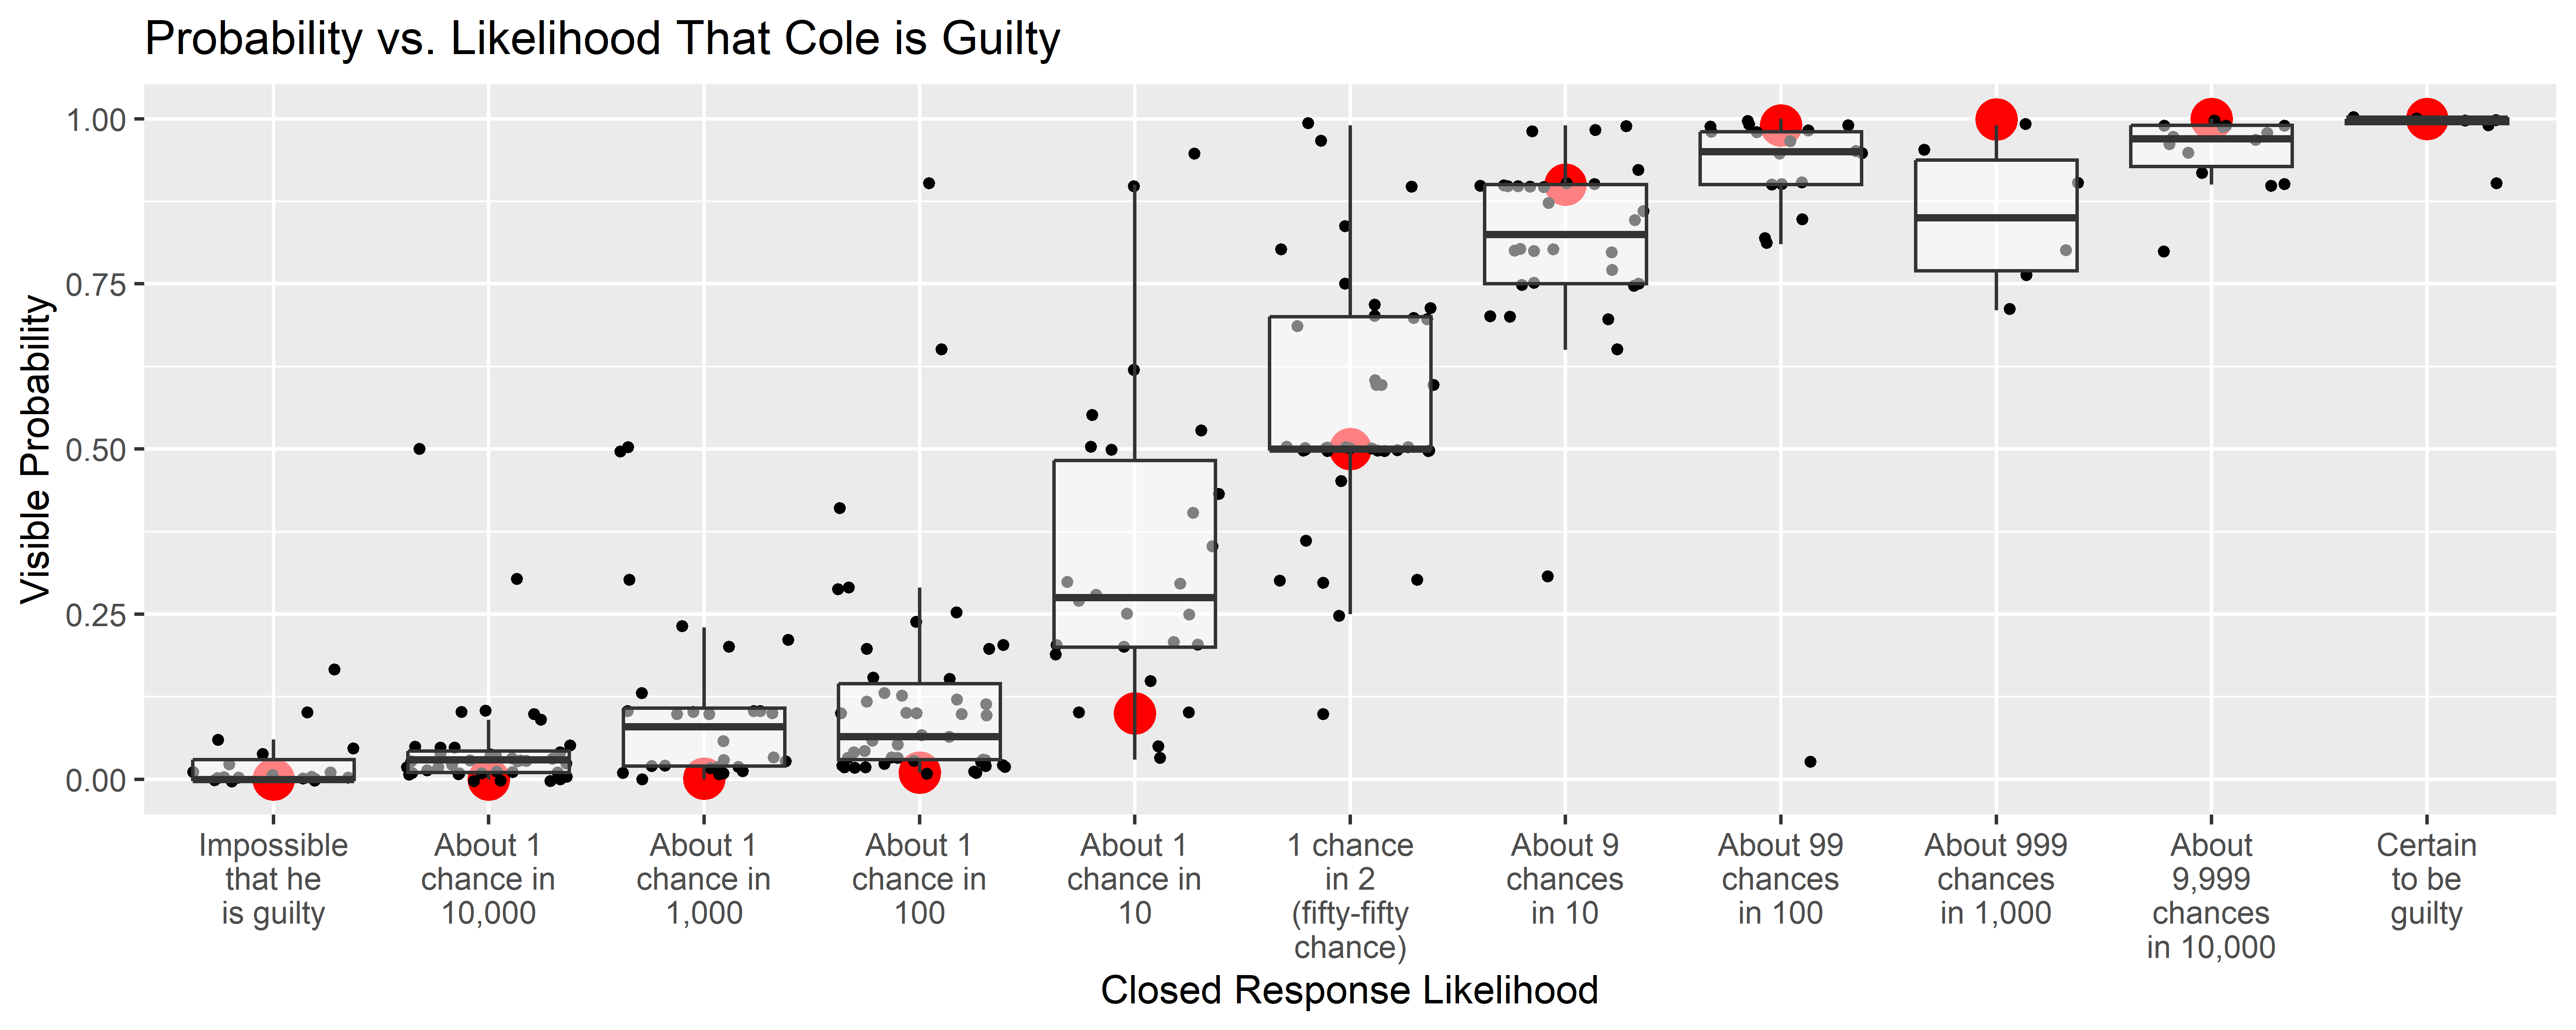 Probability vs. Likelihood That Cole is Guilty
Visible Probability
1.00
0.75
0.50
0.25
0.00
Impossible
that he
is guilty
About 1
chance in
10,000
About 1
chance in
1,000
About 1
chance in
100
About 1
chance in
10
1 chance
in 2
(fifty-fifty
chance)
About 9
chances
in 10
About 99
chances
in 100
About 999
chances
in 1,000
About
9,999
chances
in 10,000
Certain
to be
guilty
Closed Response Likelihood